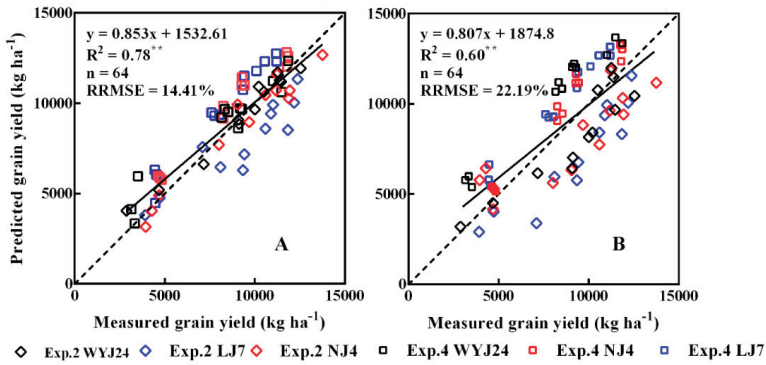 y = 0.853x + 1532.61
R² = 0.78**
n = 64
RRMSE = 14.41%
A
15000
10000
5000
0
0
5000
10000
15000
Predicted grain yield (kg ha⁻¹)
Measured grain yield (kg ha⁻¹)
y = 0.807x + 1874.8
R² = 0.60**
n = 64
RRMSE = 22.19%
B
15000
10000
5000
0
0
5000
10000
15000
Measured grain yield (kg ha⁻¹)
Exp.2 WYJ24 Exp.2 LJ7 Exp.2 NJ4 Exp.4 WYJ24 Exp.4 NJ4 Exp.4 LJ7